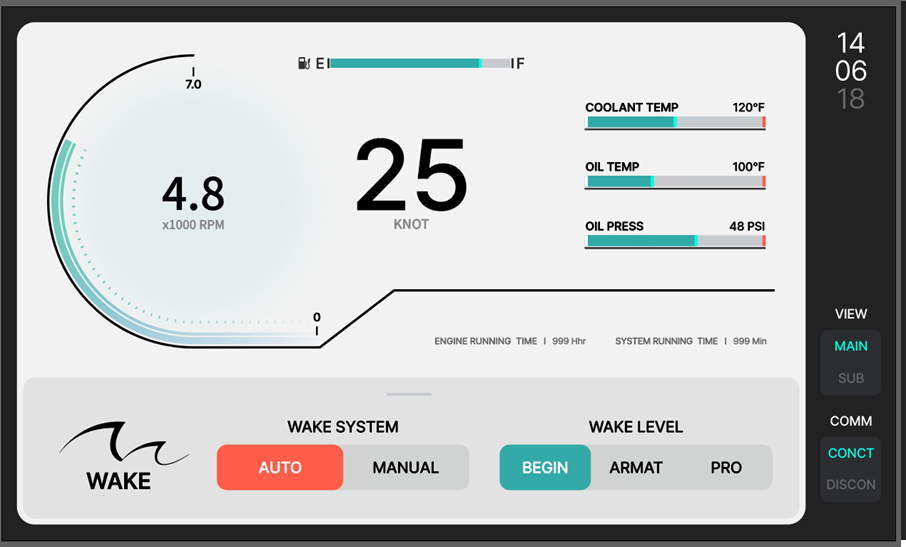 7.0
4.8
x1000 RPM
0
E F
25
KNOT
COOLANT TEMP 120°F
OIL TEMP 100°F
OIL PRESS 48 PSI
ENGINE RUNNING TIME I 999 Hhr SYSTEM RUNNING TIME I 999 Min
WAKE
WAKE SYSTEM
AUTO MANUAL
WAKE LEVEL
BEGIN ARMAT PRO
14
06
18
VIEW
MAIN
SUB
COMM
CONCT
DISCON